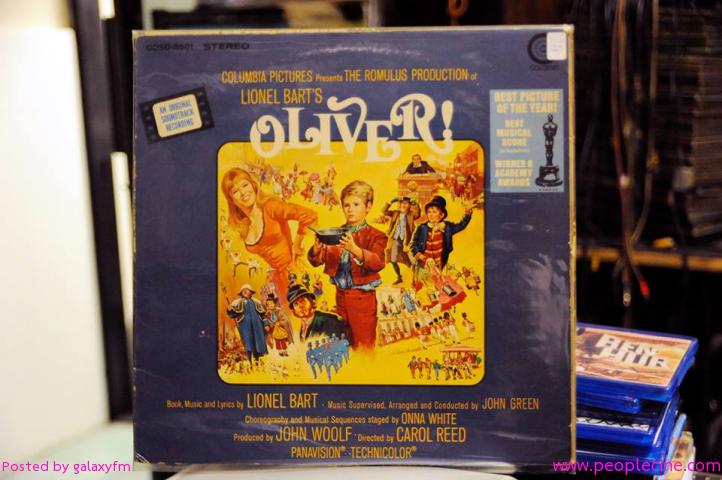 COSO-5501 STEREO
COLGEMS
COLUMBIA PICTURES Presents THE ROMULUS PRODUCTION of
LIONEL BART'S
OLIVER!
AN ORIGINAL
SOUNDTRACK
RECORDING
BEST PICTURE
OF THE YEAR!
BEST
MUSICAL
SCORE
WINNER 6
ACADEMY
AWARDS
Book, Music and Lyrics by LIONEL BART · Music Supervised, Arranged and Conducted by JOHN GREEN
Choreography and Musical Sequences staged by ONNA WHITE
Produced by JOHN WOOLF · Directed by CAROL REED
PANAVISION® · TECHNICOLOR®
BEN-HUR
Posted by galaxyfm
www.peoplecine.com